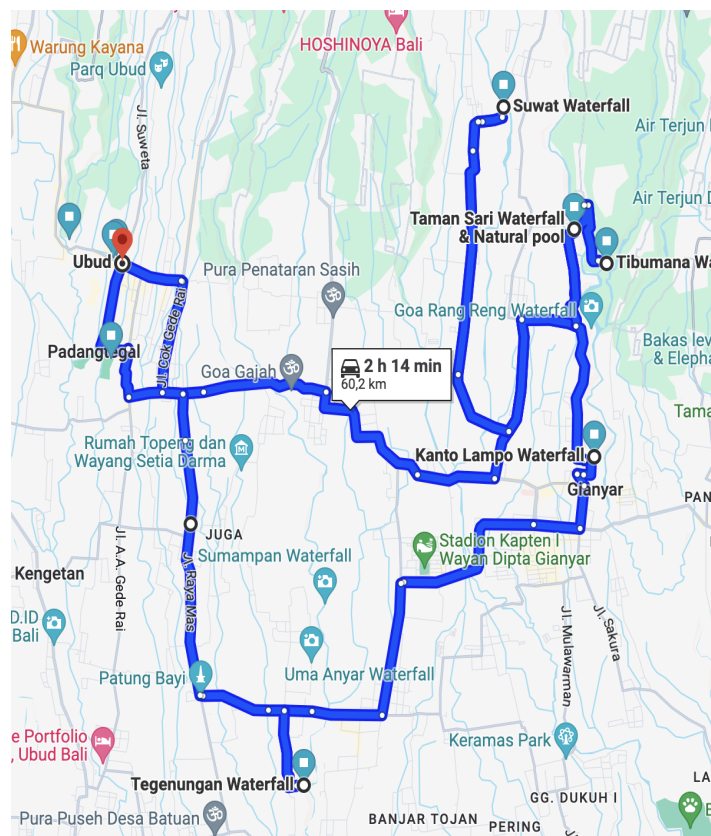 Warung Kayana
HOSHINOYA Bali
Parq Ubud
Jl. Suweta
Suwat Waterfall
Air Terjun
Air Terjun D
Taman Sari Waterfall
& Natural pool
Ubud
Pura Penataran Sasih
Tibumana Wa
Goa Rang Reng Waterfall
Jl. Cok Gede Rai
Padangtegal
Bakas lev
& Elepha
2 h 14 min
60,2 km
Goa Gajah
Tama
Rumah Topeng dan
Wayang Setia Darma
Kanto Lampo Waterfall
Gianyar
PAN
JUGA
Stadion Kapten I
Wayan Dipta Gianyar
Sumampan Waterfall
Kengetan
Jl. A.A. Gede Rai
Jl. Raya Mas
D.ID
Bali
Jl. Mulawarman
Jl. Sakura
Uma Anyar Waterfall
Patung Bayi
e Portfolio
, Ubud Bali
Keramas Park
Tegenungan Waterfall
LA
GG. DUKUH I
Pura Puseh Desa Batuan
BANJAR TOJAN
PERING